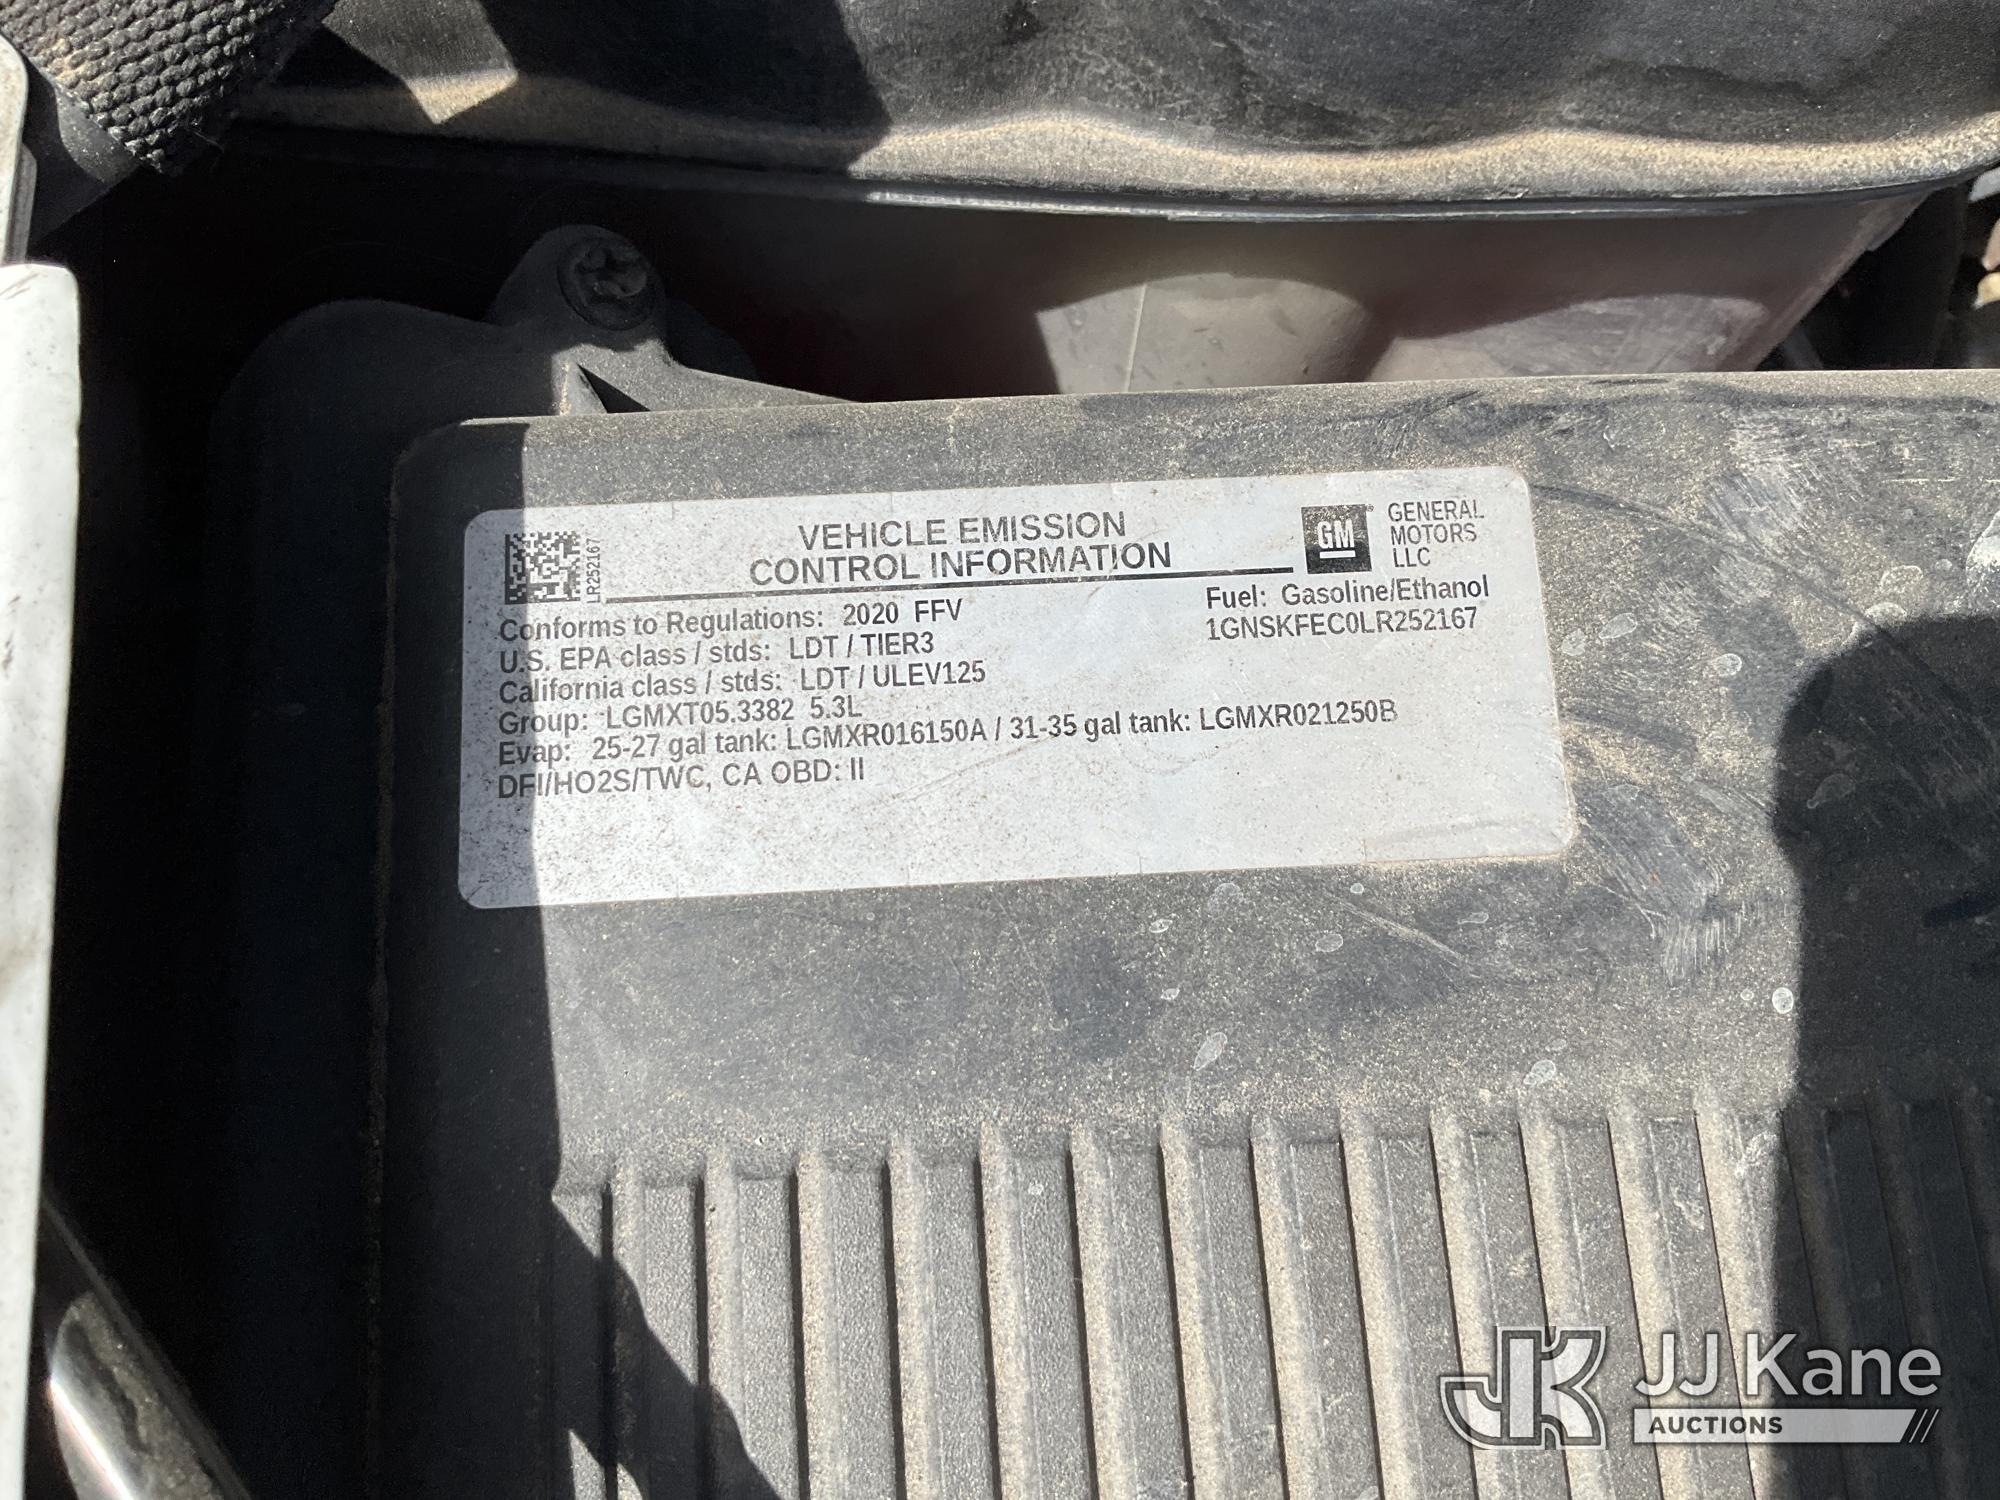 VEHICLE EMISSION
CONTROL INFORMATION
GM
®
GENERAL
MOTORS
LLC
LR252167
Conforms to Regulations: 2020 FFV
Fuel: Gasoline/Ethanol
U.S. EPA class / stds: LDT / TIER3
1GNSKFEC0LR252167
California class / stds: LDT / ULEV125
Group: LGMXT05.3382 5.3L
Evap: 25-27 gal tank: LGMXR016150A / 31-35 gal tank: LGMXR021250B
DFI/HO2S/TWC, CA OBD: II
JK JJ Kane
AUCTIONS